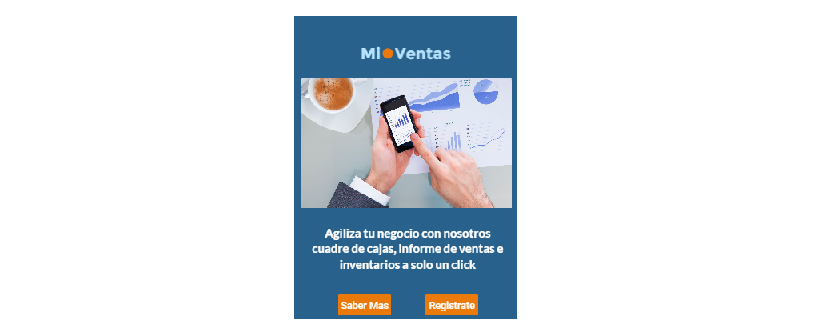 Mi Ventas
Agiliza tu negocio con nosotros
cuadre de cajas, informe de ventas e
inventarios a solo un click
Saber Mas
Registrate